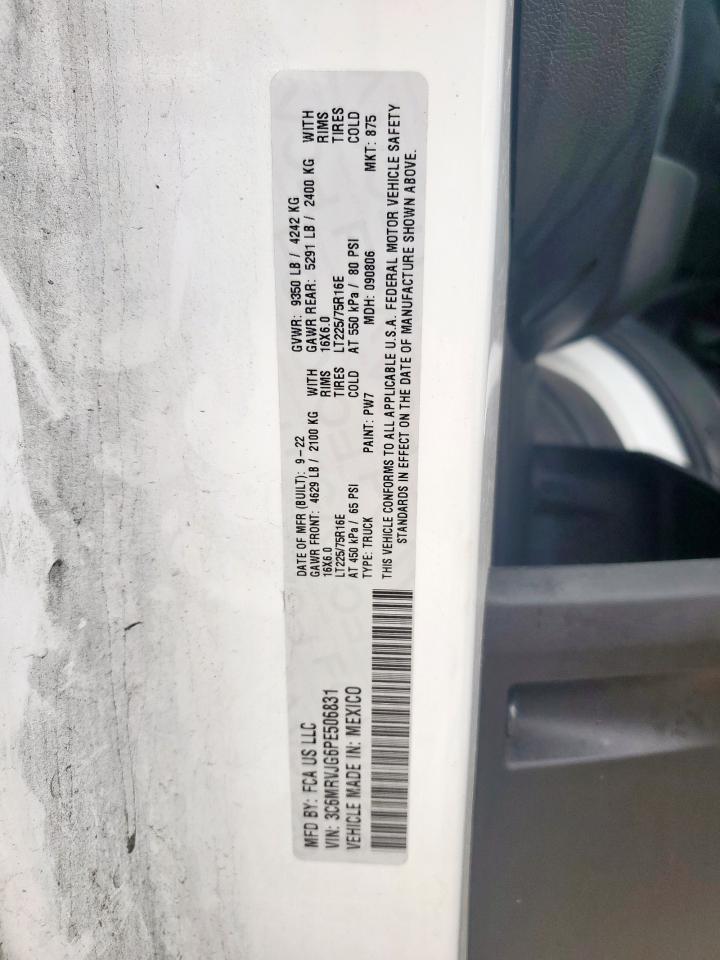 MFD BY: FCA US LLC
VIN: 3C6MRVJG6PE506831
VEHICLE MADE IN: MEXICO
DATE OF MFR (BUILT): 9-22 GVWR: 9350 LB / 4242 KG
GAWR FRONT: 4629 LB / 2100 KG WITH GAWR REAR: 5291 LB / 2400 KG WITH
16X6.0 RIMS 16X6.0 RIMS
LT225/75R16E TIRES LT225/75R16E TIRES
AT 450 kPa / 65 PSI COLD AT 550 kPa / 80 PSI COLD
TYPE: TRUCK PAINT: PW7 MDH: 090806 MKT: 875
THIS VEHICLE CONFORMS TO ALL APPLICABLE U.S.A. FEDERAL MOTOR VEHICLE SAFETY
STANDARDS IN EFFECT ON THE DATE OF MANUFACTURE SHOWN ABOVE.